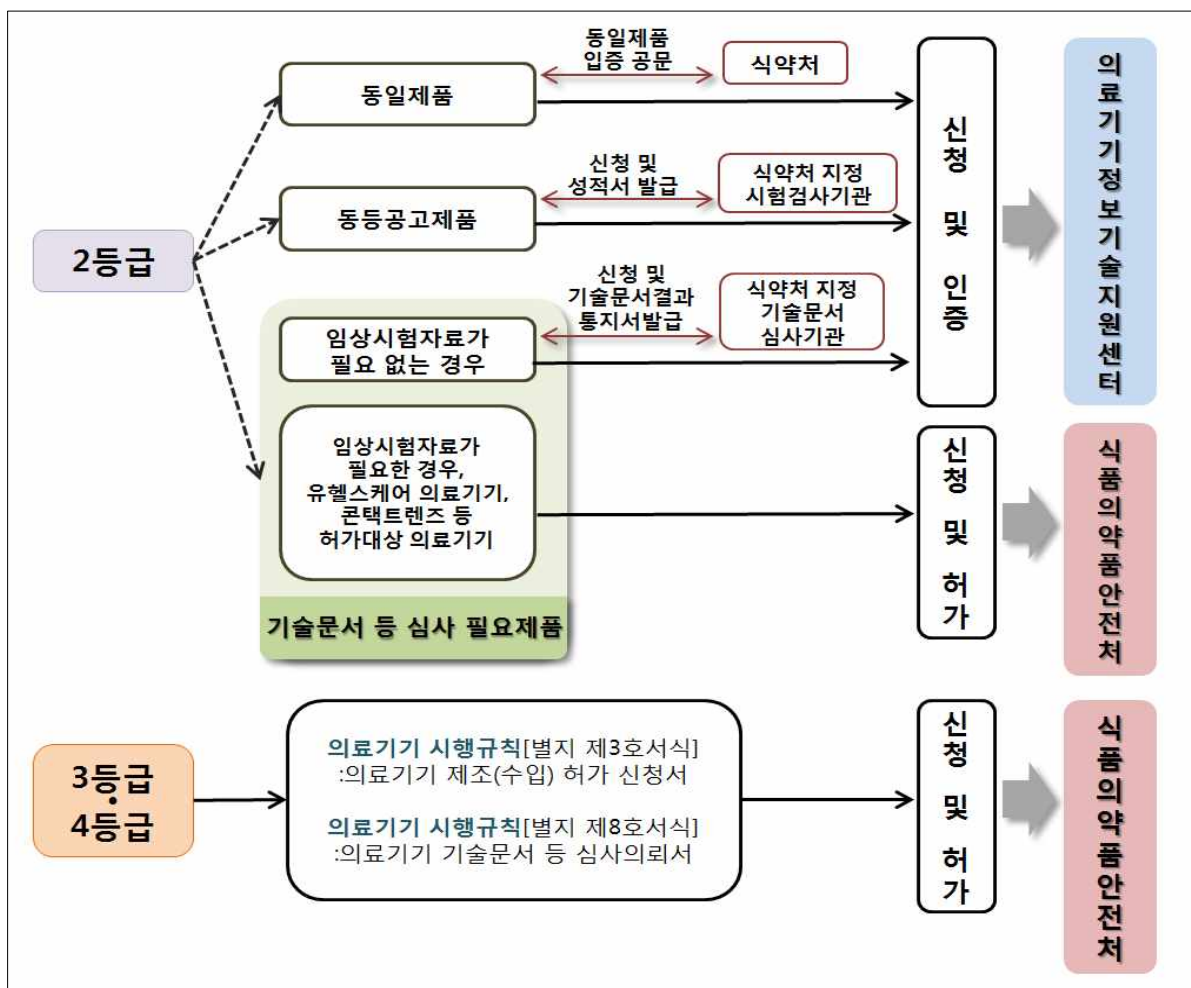 동일제품
입증 공문
식약처
동일제품
신청 및
성적서 발급
식약처 지정
시험검사기관
동등공고제품
2등급
신청 및
기술문서결과
통지서발급
식약처 지정
기술문서
심사기관
임상시험자료가
필요 없는 경우
신청 및 인증
의료기기정보기술지원센터
임상시험자료가
필요한 경우,
유헬스케어 의료기기,
콘택트렌즈 등
허가대상 의료기기
기술문서 등 심사 필요제품
신청 및 허가
식품의약품안전처
3등급
•
4등급
의료기기 시행규칙[별지 제3호서식]
:의료기기 제조(수입) 허가 신청서
의료기기 시행규칙[별지 제8호서식]
:의료기기 기술문서 등 심사의뢰서
신청 및 허가
식품의약품안전처